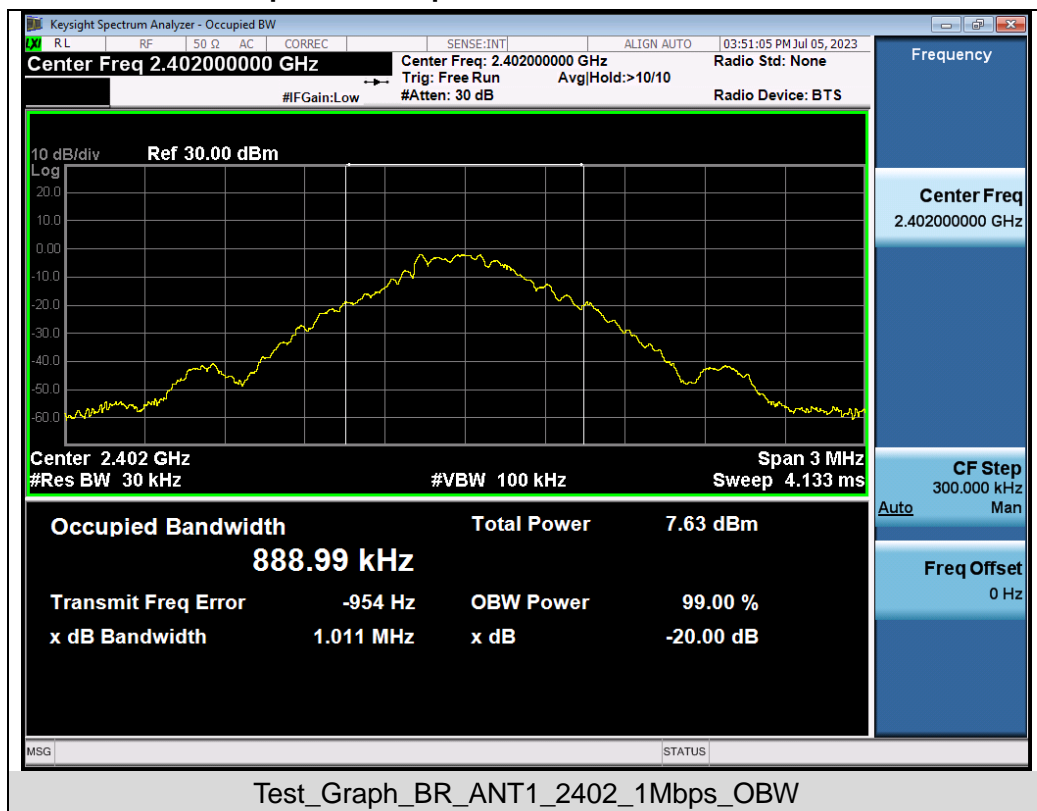 Keysight Spectrum Analyzer - Occupied BW
LXI RL RF 50 Ω AC CORREC SENSE:INT ALIGN AUTO 03:51:05 PM Jul 05, 2023
Center Freq 2.402000000 GHz
Center Freq: 2.402000000 GHz
Radio Std: None
Trig: Free Run Avg|Hold:>10/10
#IFGain:Low
#Atten: 30 dB
Radio Device: BTS
10 dB/div Ref 30.00 dBm
Log
20.0
10.0
0.00
-10.0
-20.0
-30.0
-40.0
-50.0
-60.0
Center 2.402 GHz
Span 3 MHz
#Res BW 30 kHz
#VBW 100 kHz
Sweep 4.133 ms
Occupied Bandwidth
888.99 kHz
Total Power 7.63 dBm
Transmit Freq Error -954 Hz
OBW Power 99.00 %
x dB Bandwidth 1.011 MHz
x dB -20.00 dB
Frequency
Center Freq
2.402000000 GHz
CF Step
300.000 kHz
Auto Man
Freq Offset
0 Hz
MSG
STATUS
Test_Graph_BR_ANT1_2402_1Mbps_OBW